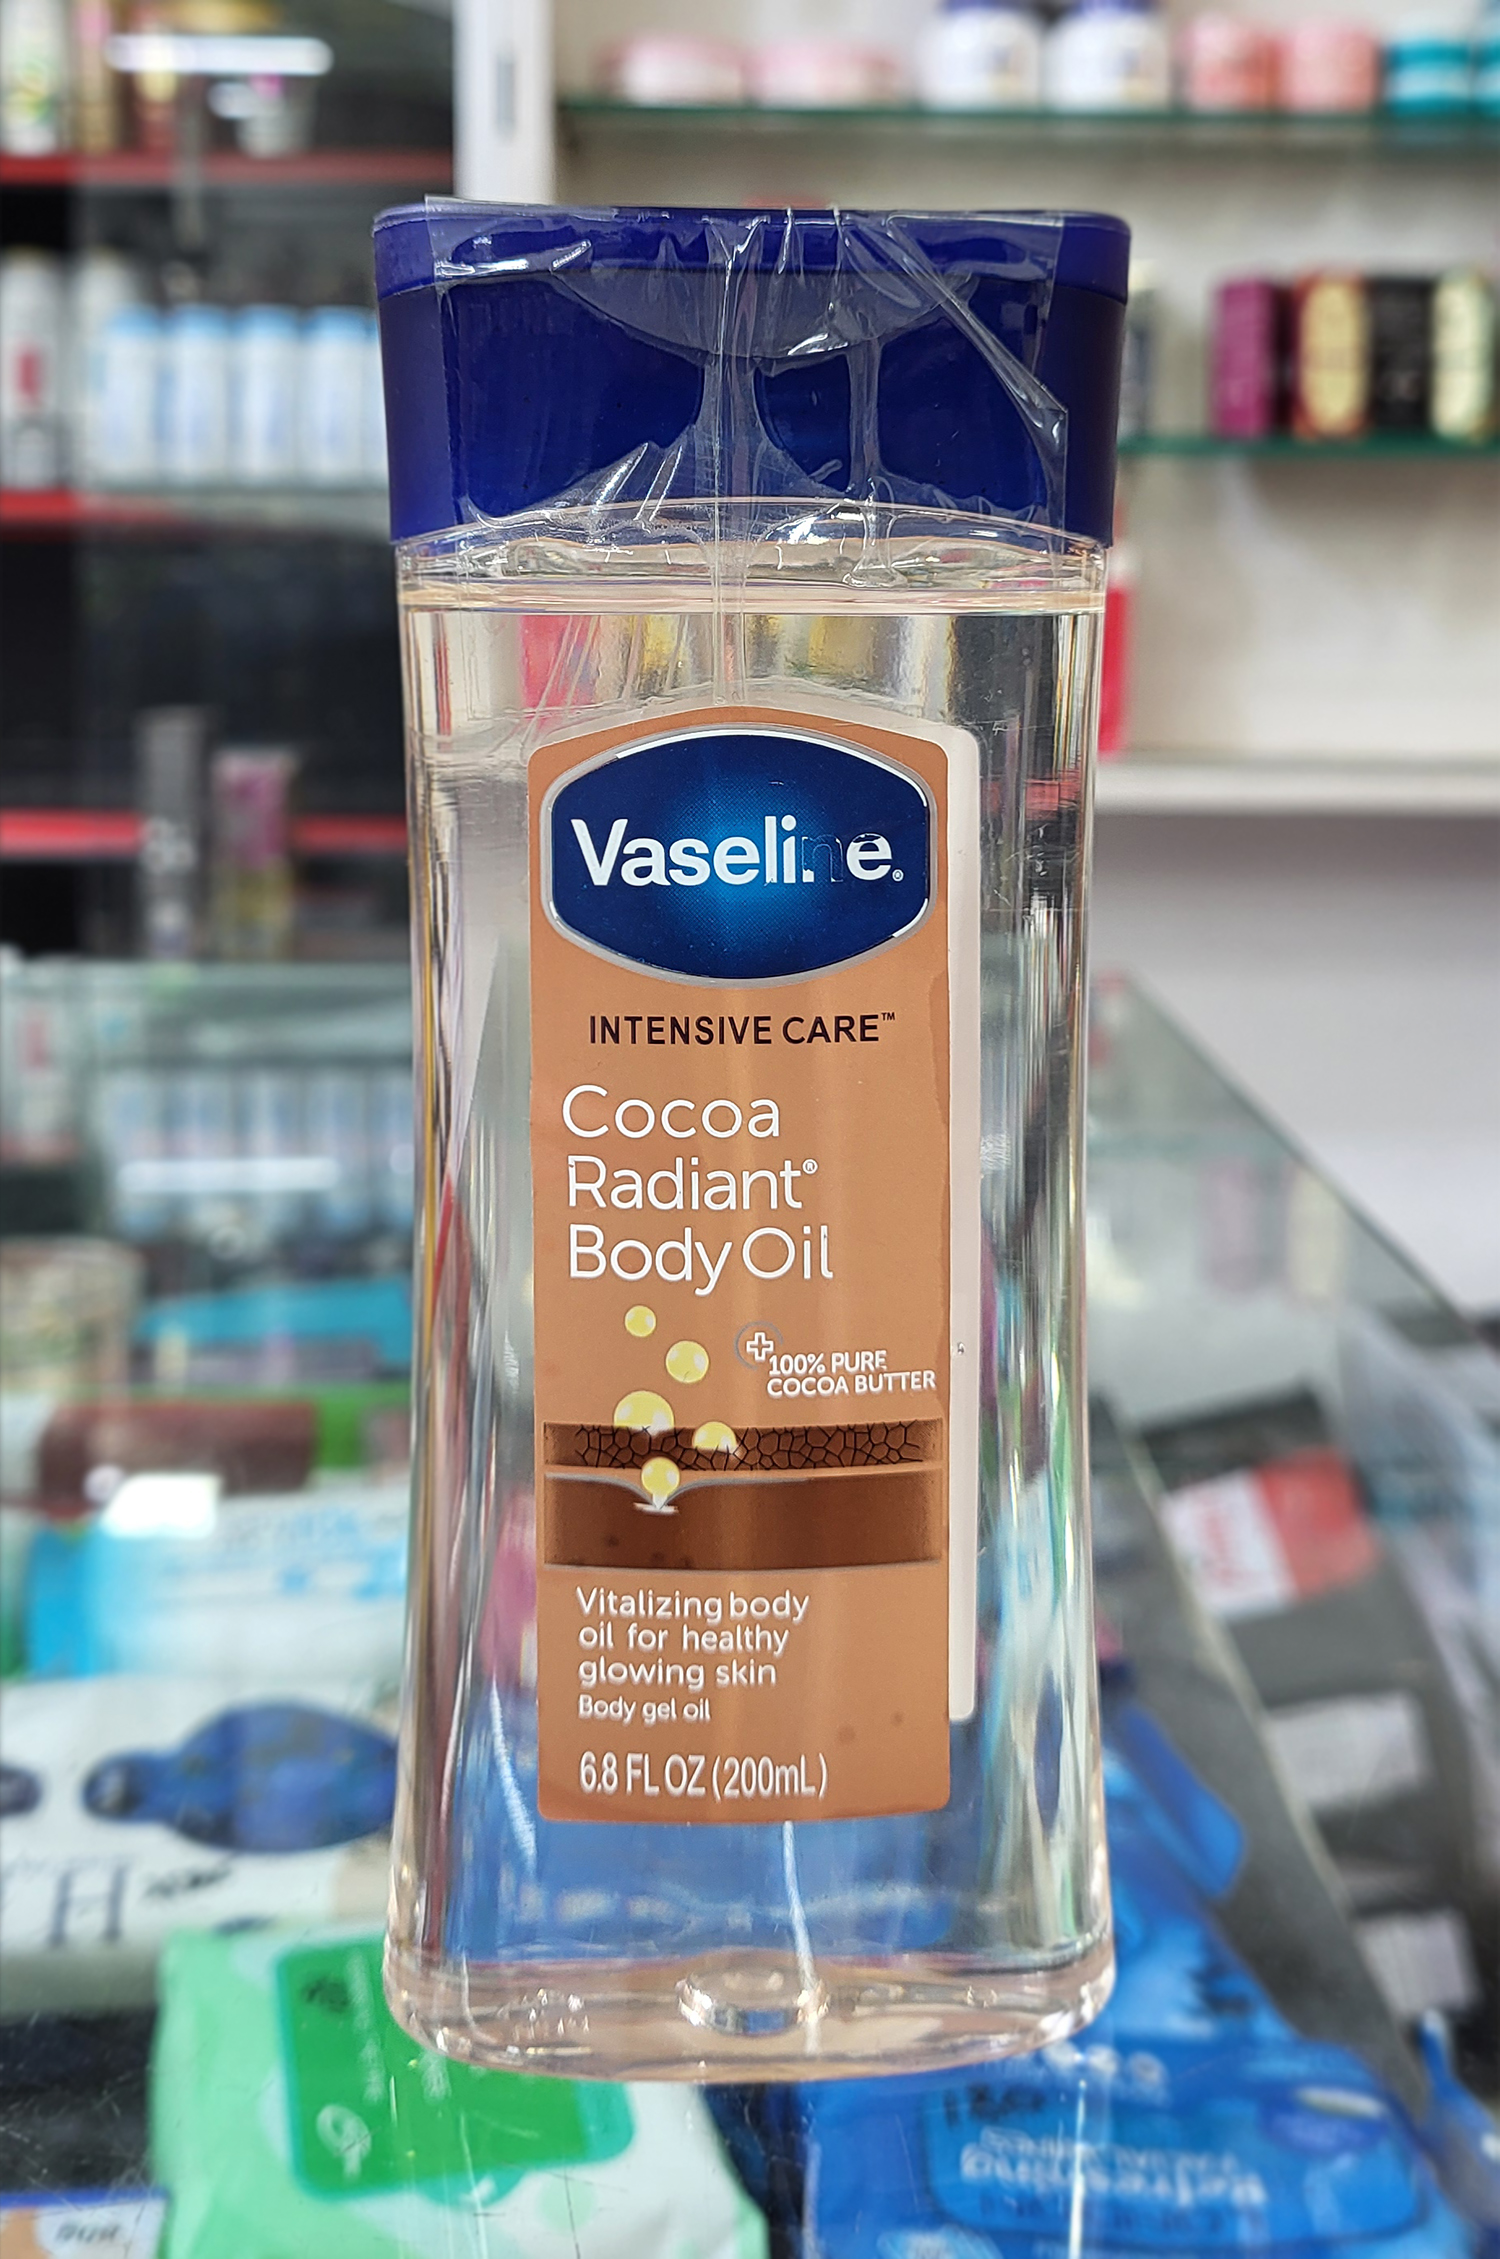 Vaseline®
INTENSIVE CARE™
Cocoa
Radiant®
Body Oil
100% PURE
COCOA BUTTER
Vitalizing body
oil for healthy
glowing skin
Body gel oil
6.8 FL OZ (200mL)
Refreshing